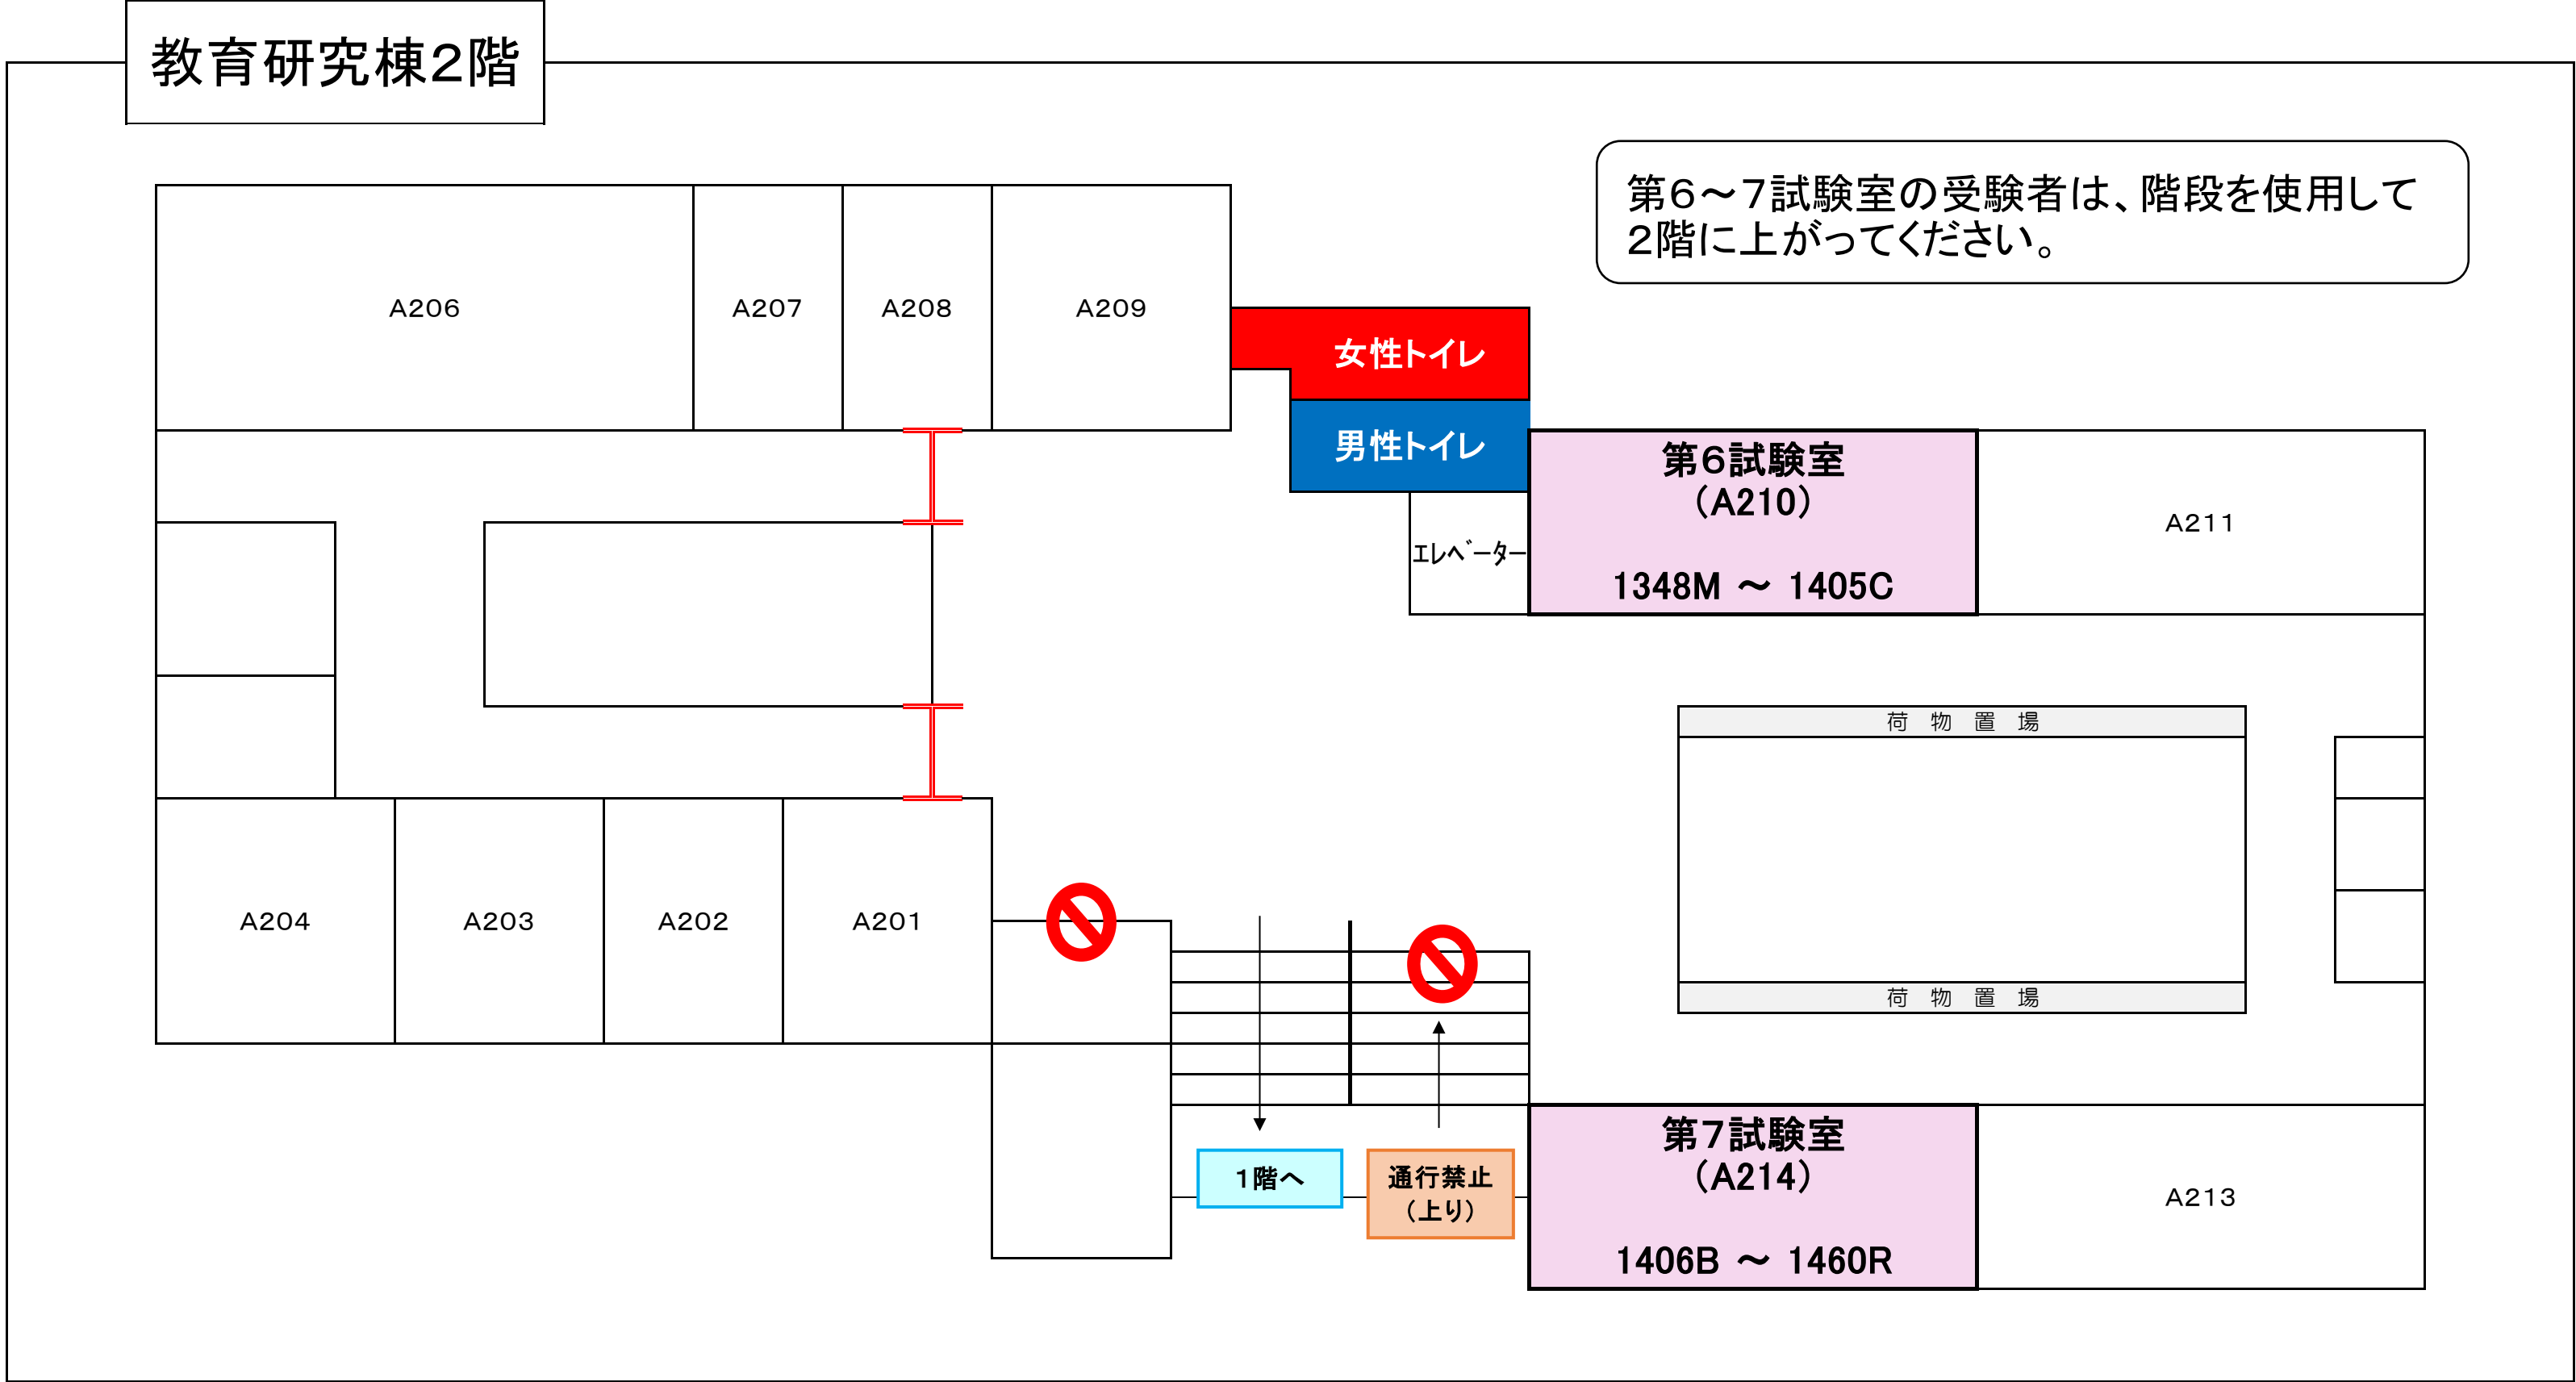 教育研究棟2階
第6～7試験室の受験者は、階段を使用して
2階に上がってください。
A206
A207
A208
A209
女性トイレ
男性トイレ
エレベーター
第6試験室
（A210）
1348M ～ 1405C
A211
荷 物 置 場
荷 物 置 場
A204
A203
A202
A201
1階へ
通行禁止
（上り）
第7試験室
（A214）
1406B ～ 1460R
A213